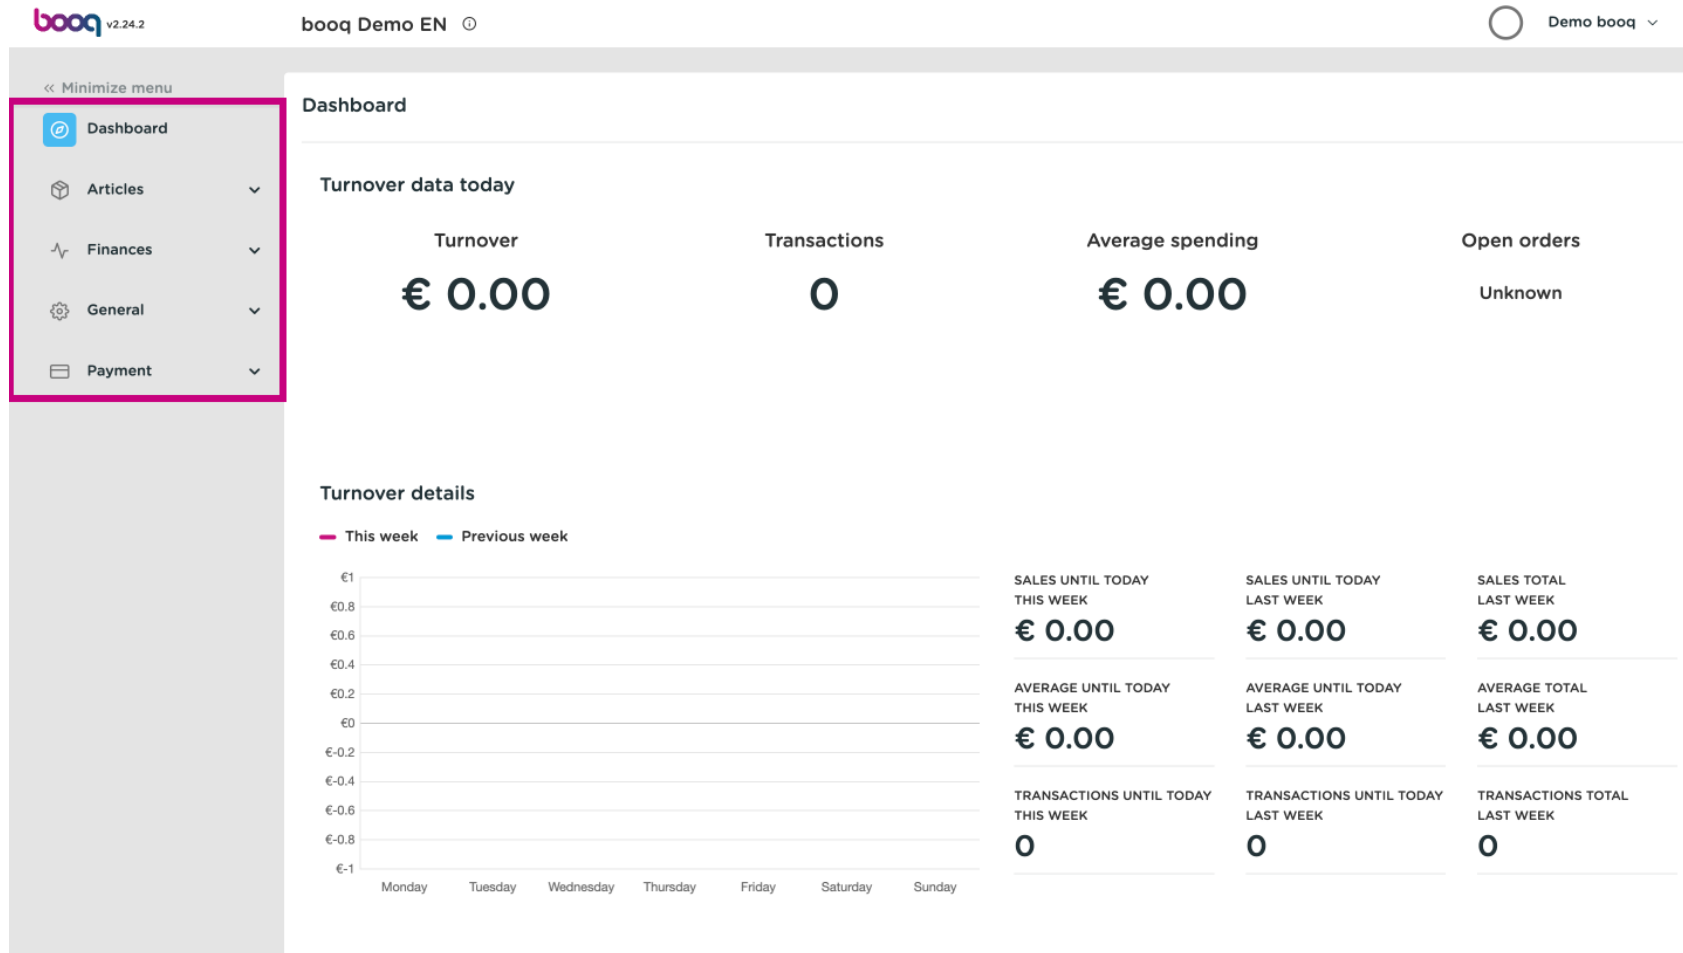 booq v2.24.2
booq Demo EN
Demo booq
« Minimize menu
Dashboard
Articles
Finances
General
Payment
Dashboard
Turnover data today
Turnover
€ 0.00
Transactions
0
Average spending
€ 0.00
Open orders
Unknown
Turnover details
This week
Previous week
€1
€0.8
€0.6
€0.4
€0.2
€0
€-0.2
€-0.4
€-0.6
€-0.8
€-1
Monday Tuesday Wednesday Thursday Friday Saturday Sunday
SALES UNTIL TODAY
THIS WEEK
€ 0.00
SALES UNTIL TODAY
LAST WEEK
€ 0.00
SALES TOTAL
LAST WEEK
€ 0.00
AVERAGE UNTIL TODAY
THIS WEEK
€ 0.00
AVERAGE UNTIL TODAY
LAST WEEK
€ 0.00
AVERAGE TOTAL
LAST WEEK
€ 0.00
TRANSACTIONS UNTIL TODAY
THIS WEEK
0
TRANSACTIONS UNTIL TODAY
LAST WEEK
0
TRANSACTIONS TOTAL
LAST WEEK
0